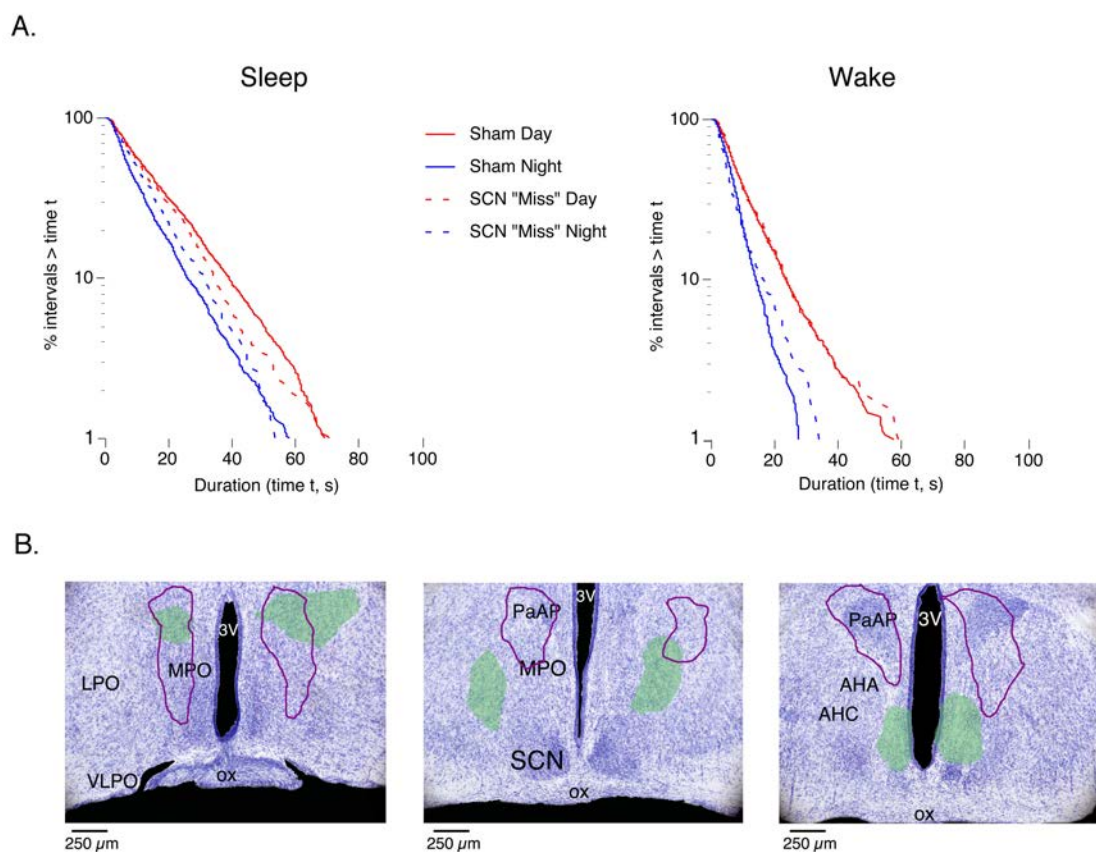 A.
Sleep
Wake
% intervals > time t
100
10
1
0
20
40
60
80
100
Duration (time t, s)
Sham Day
Sham Night
SCN "Miss" Day
SCN "Miss" Night
% intervals > time t
100
10
1
0
20
40
60
80
100
Duration (time t, s)
B.
3V
MPO
LPO
VLPO
ox
250 µm
3V
PaAP
MPO
SCN
ox
250 µm
3V
PaAP
AHA
AHC
ox
250 µm